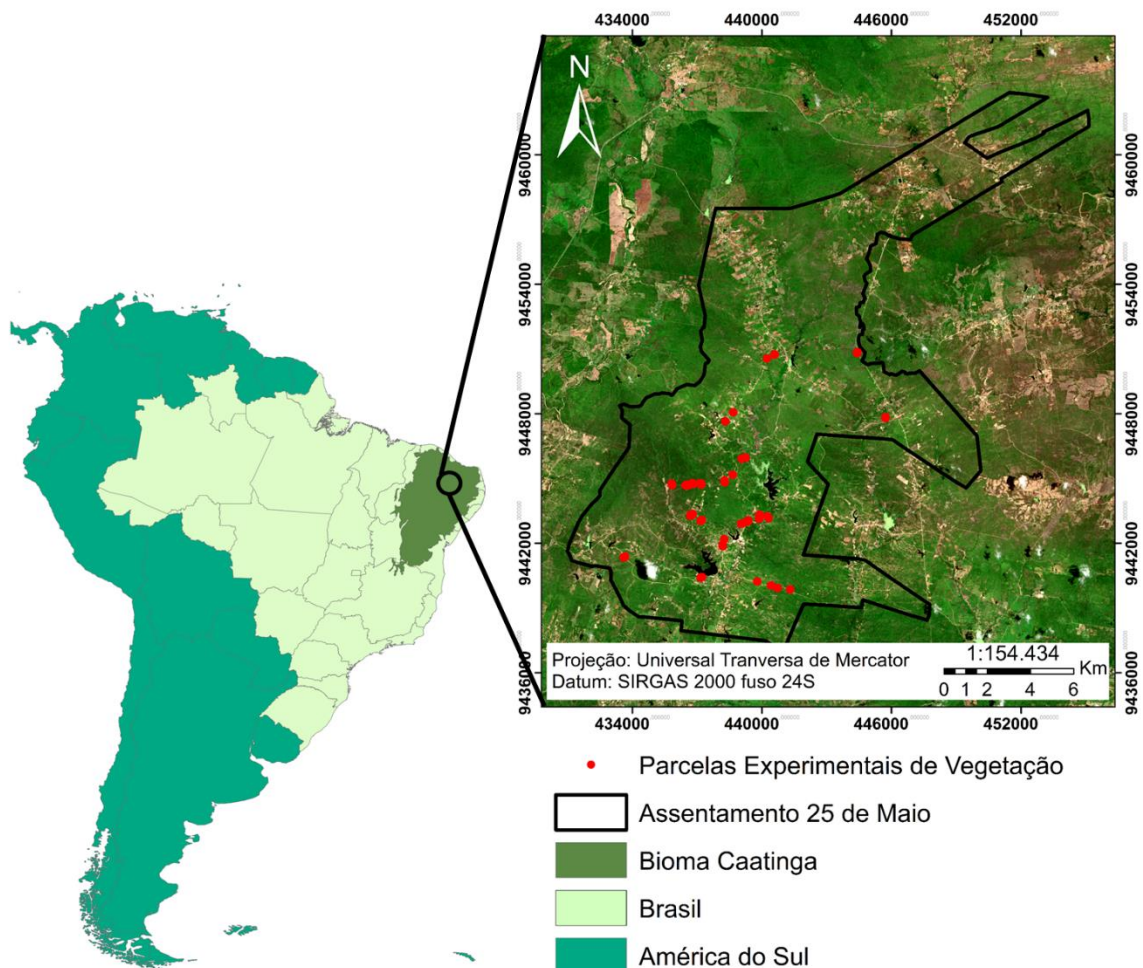 434000 440000 446000 452000
N
9460000 9460000
9454000 9454000
9448000 9448000
9442000 9442000
9436000 9436000
Projeção: Universal Tranversa de Mercator
Datum: SIRGAS 2000 fuso 24S
1:154.434
Km
0 1 2 4 6
434000 440000 446000 452000
Parcelas Experimentais de Vegetação
Assentamento 25 de Maio
Bioma Caatinga
Brasil
América do Sul